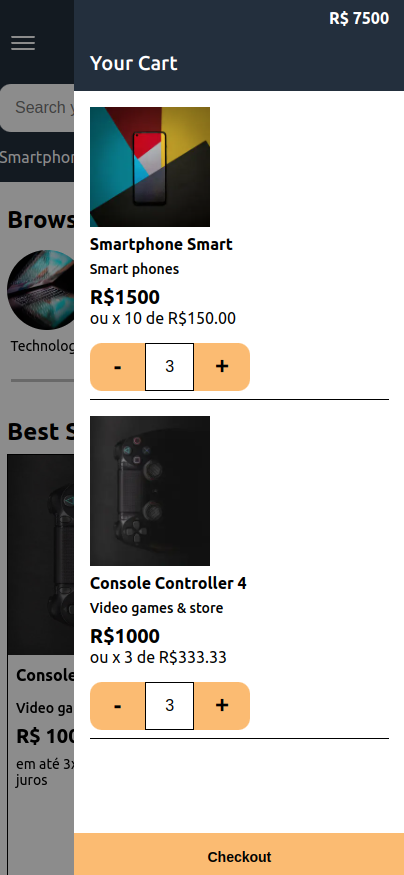 R$ 7500
Your Cart
Search
Smartphon
Brows
Technolog
Best S
Console
Video ga
R$ 100
em até 3x
juros
Smartphone Smart
Smart phones
R$1500
ou x 10 de R$150.00
- 3 +
Console Controller 4
Video games & store
R$1000
ou x 3 de R$333.33
- 3 +
Checkout